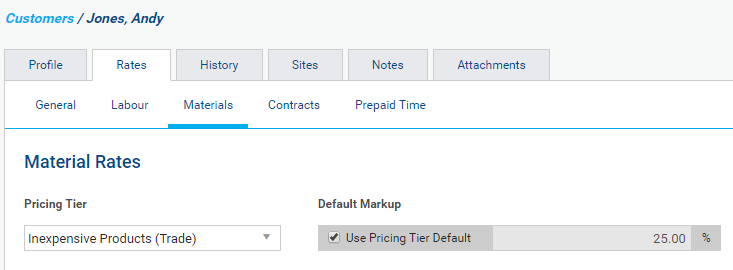 Customers / Jones, Andy
Profile Rates History Sites Notes Attachments
General Labour Materials Contracts Prepaid Time
Material Rates
Pricing Tier Default Markup
Inexpensive Products (Trade) Use Pricing Tier Default 25.00 %